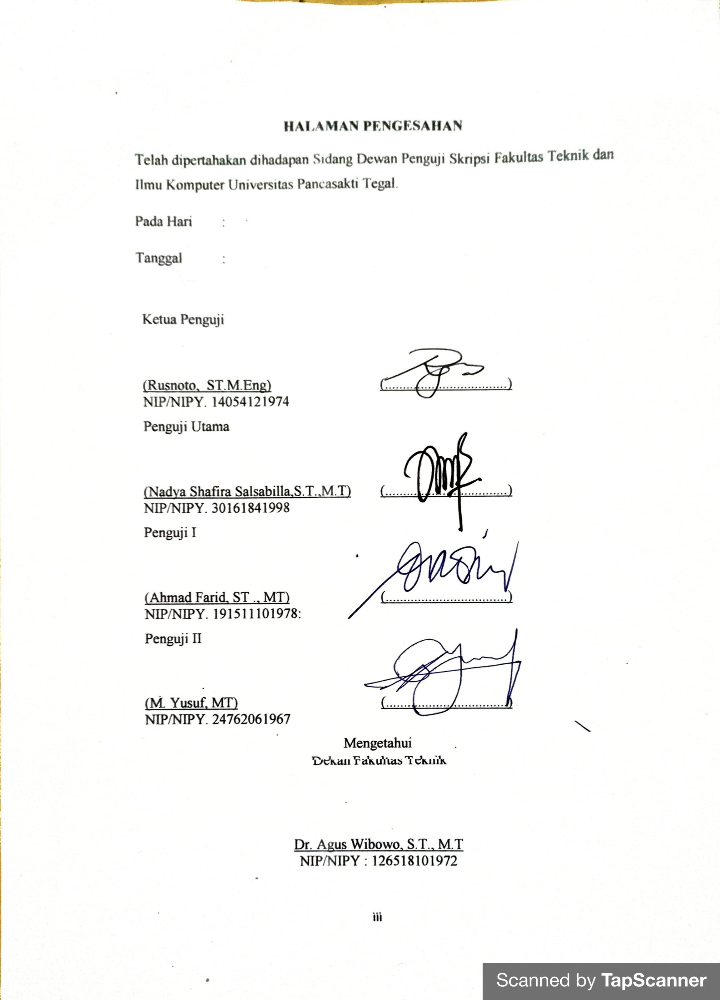 HALAMAN PENGESAHAN
Telah dipertahakan dihadapan Sidang Dewan Penguji Skripsi Fakultas Teknik dan
Ilmu Komputer Universitas Pancasakti Tegal.
Pada Hari :
Tanggal :
Ketua Penguji
(Rusnoto, ST.M.Eng) (....................................)
NIP/NIPY. 14054121974
Penguji Utama
(Nadya Shafira Salsabilla,S.T.,M.T) (....................................)
NIP/NIPY. 30161841998
Penguji I
(Ahmad Farid, ST ., MT) (....................................)
NIP/NIPY. 191511101978:
Penguji II
(M. Yusuf, MT) (....................................)
NIP/NIPY. 24762061967
Mengetahui
Dekan Fakultas Teknik
Dr. Agus Wibowo, S.T., M.T
NIP/NIPY : 126518101972
iii
Scanned by TapScanner